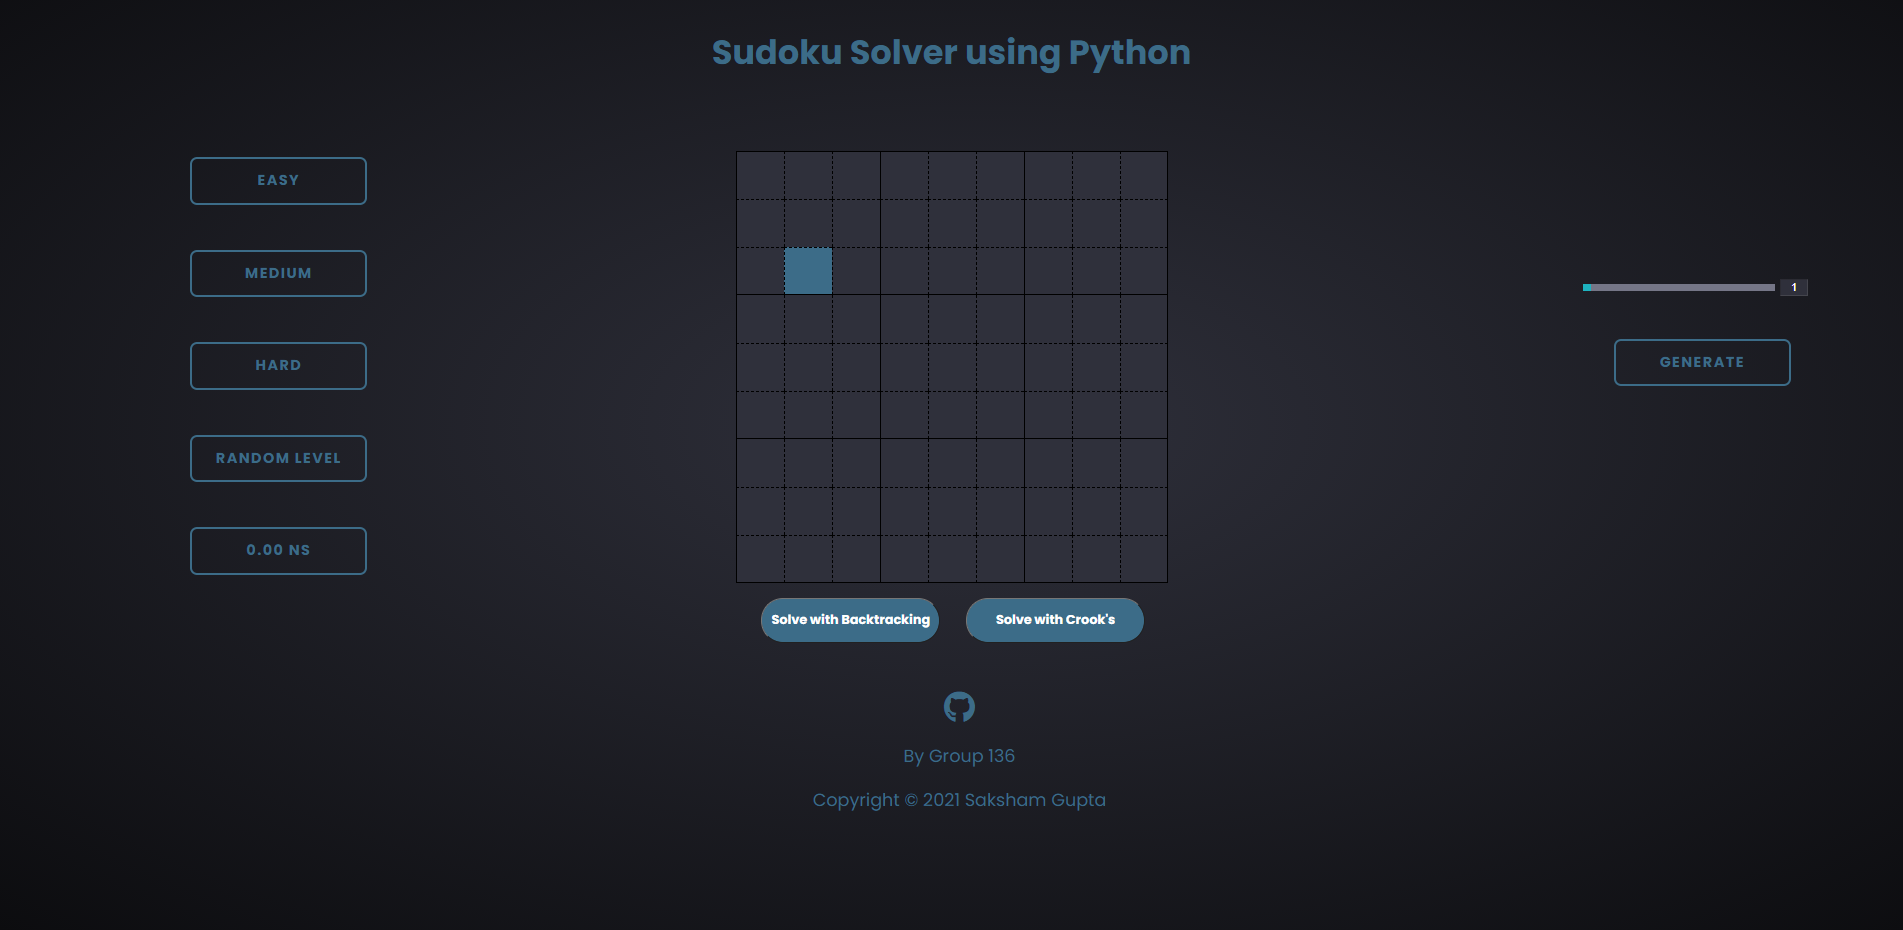 Sudoku Solver using Python
EASY
MEDIUM
HARD
RANDOM LEVEL
0.00 NS
1
GENERATE
Solve with Backtracking
Solve with Crook's
By Group 136
Copyright © 2021 Saksham Gupta